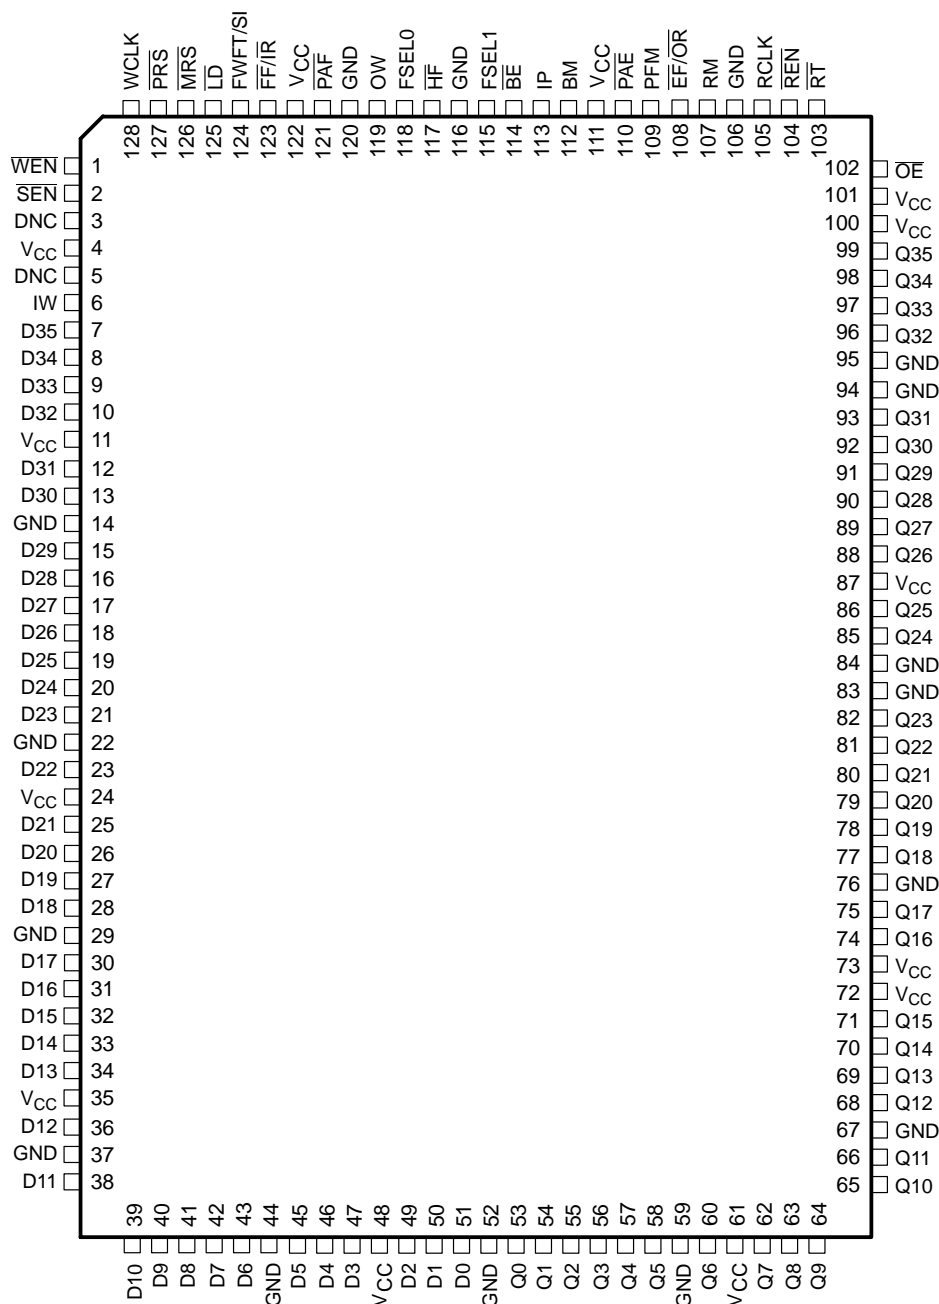 WCLK
PRS
MRS
LD
FWFT/SI
FF/IR
VCC
PAF
GND
OW
FSEL0
HF
GND
FSEL1
BE
IP
BM
VCC
PAE
PFM
EF/OR
RM
GND
RCLK
REN
RT
128 127 126 125 124 123 122 121 120 119 118 117 116 115 114 113 112 111 110 109 108 107 106 105 104 103
WEN 1
SEN 2
DNC 3
VCC 4
DNC 5
IW 6
D35 7
D34 8
D33 9
D32 10
VCC 11
D31 12
D30 13
GND 14
D29 15
D28 16
D27 17
D26 18
D25 19
D24 20
D23 21
GND 22
D22 23
VCC 24
D21 25
D20 26
D19 27
D18 28
GND 29
D17 30
D16 31
D15 32
D14 33
D13 34
VCC 35
D12 36
GND 37
D11 38
102 OE
101 VCC
100 VCC
99 Q35
98 Q34
97 Q33
96 Q32
95 GND
94 GND
93 Q31
92 Q30
91 Q29
90 Q28
89 Q27
88 Q26
87 VCC
86 Q25
85 Q24
84 GND
83 GND
82 Q23
81 Q22
80 Q21
79 Q20
78 Q19
77 Q18
76 GND
75 Q17
74 Q16
73 VCC
72 VCC
71 Q15
70 Q14
69 Q13
68 Q12
67 GND
66 Q11
65 Q10
39 40 41 42 43 44 45 46 47 48 49 50 51 52 53 54 55 56 57 58 59 60 61 62 63 64
D10
D9
D8
D7
D6
GND
D5
D4
D3
VCC
D2
D1
D0
GND
Q0
Q1
Q2
Q3
Q4
Q5
GND
Q6
VCC
Q7
Q8
Q9